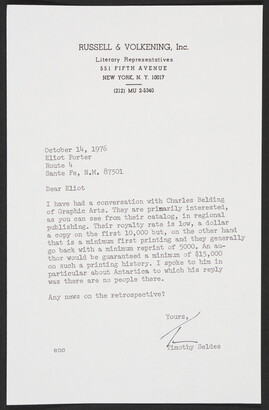 RUSSELL & VOLKENING, Inc.
Literary Representatives
551 FIFTH AVENUE
NEW YORK, N. Y. 10017
(212) MU 2-5340
October 14, 1976
Eliot Porter
Route 4
Sante Fe, N.M. 87501
Dear Eliot
I have had a conversation with Charles Belding
of Graphic Arts. They are primarily interested,
as you can see from their catalog, in regional
publishing. Their royalty rate is low, a dollar
a copy on the first 10,000 but, on the other hand
that is a minimum first printing and they generally
go back with a minimum reprint of 5000. An au-
thor would be guaranteed a minimum of $15,000
on such a printing history. I spoke to him in
particular about Antartica to which his reply
was there are no people there.
Any news on the retrospective?
Yours,
T
Timothy Seldes
enc